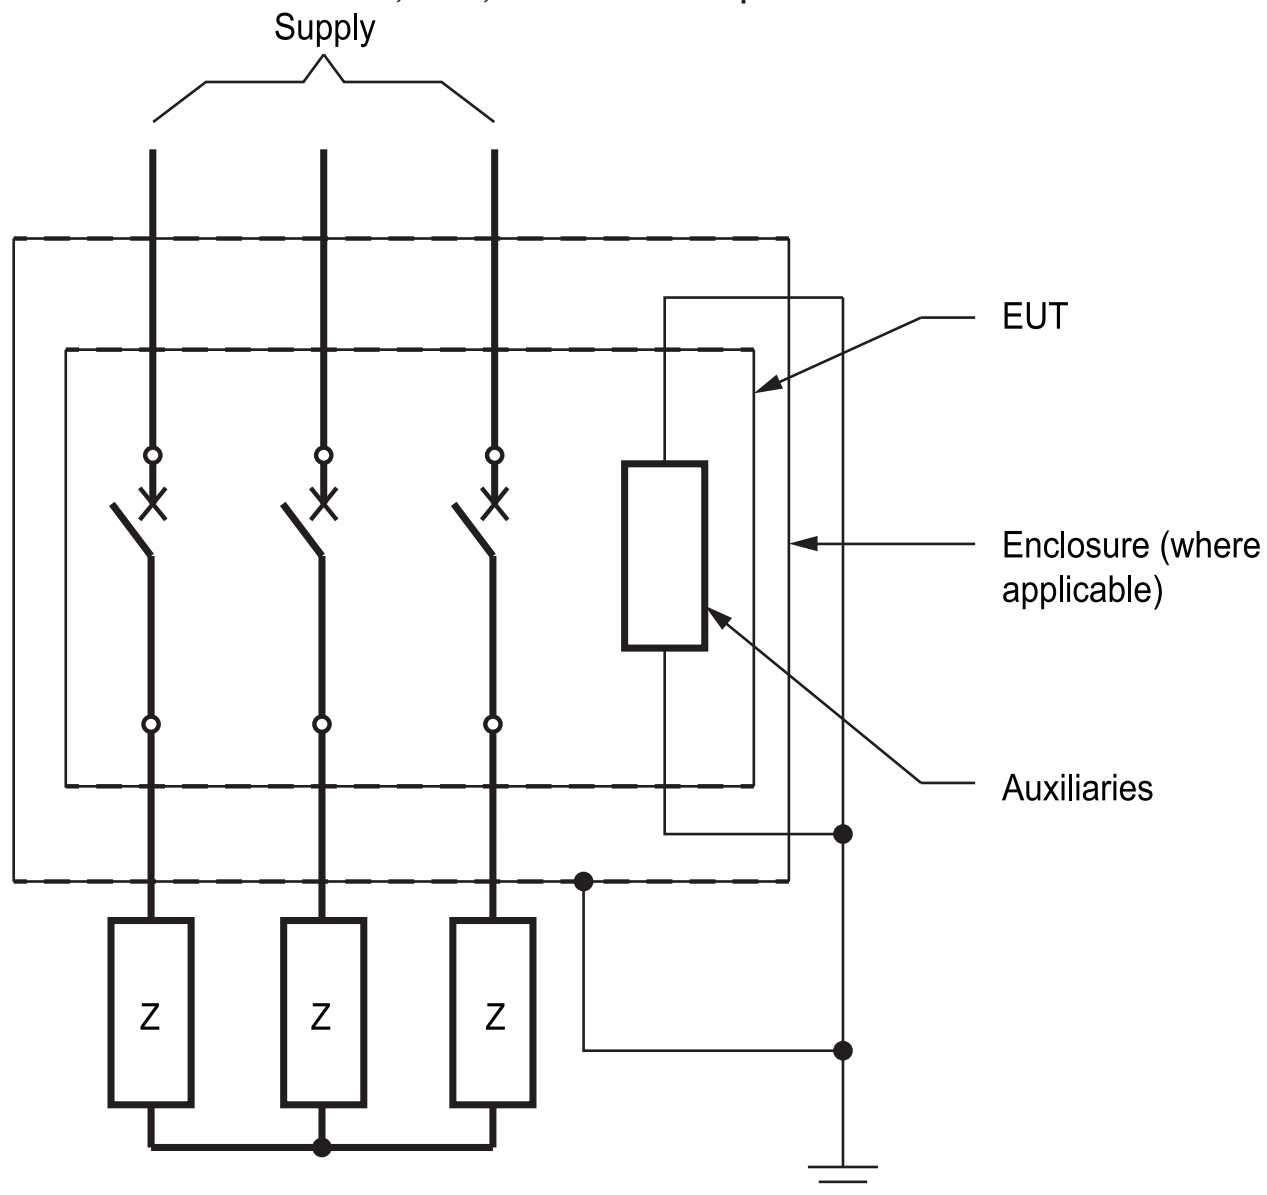 Supply
EUT
Enclosure (where
applicable)
Auxiliaries
Z
Z
Z